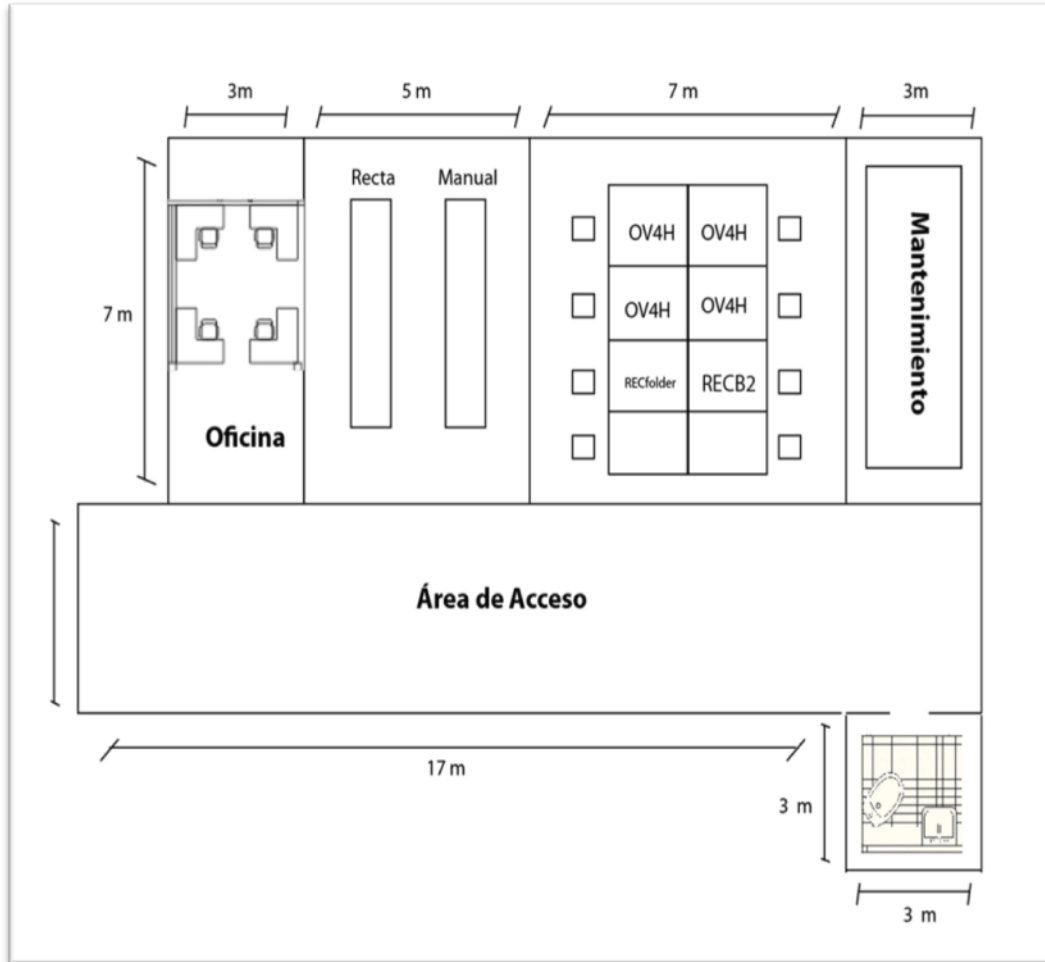 3m
5 m
7 m
3m
Recta
Manual
OV4H
OV4H
OV4H
OV4H
RECfolder
RECB2
Mantenimiento
7 m
Oficina
Área de Acceso
17 m
3 m
3 m